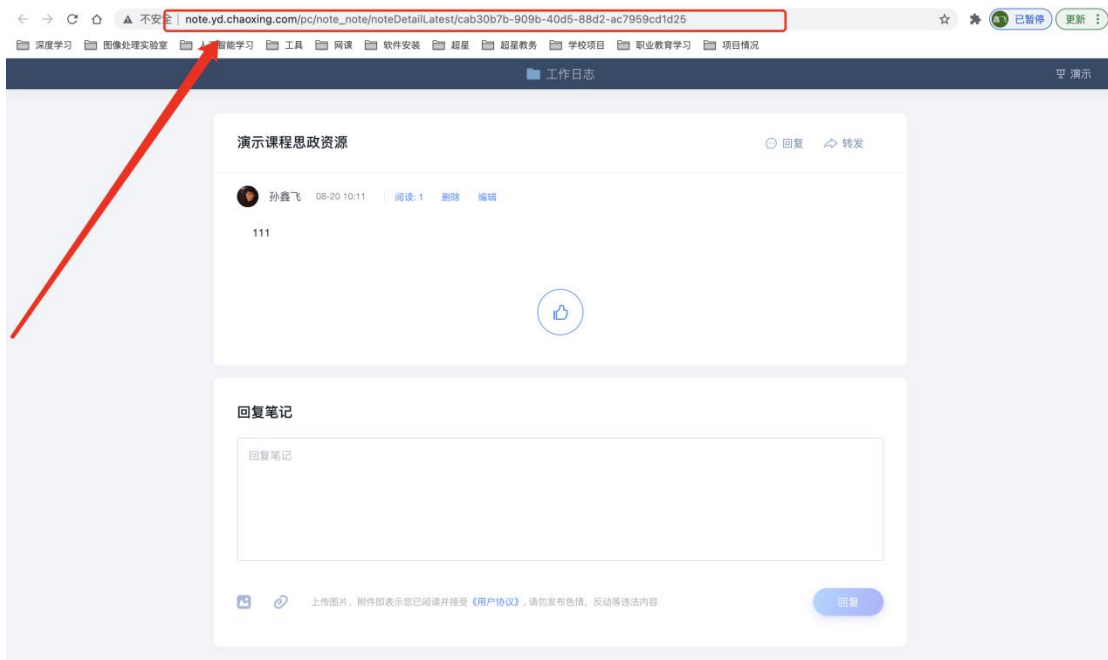 不安全 note.yd.chaoxing.com/pc/note_note/noteDetailLatest/cab30b7b-909b-40d5-88d2-ac7959cd1d25 已暂停 更新
深度学习 图像处理实验室 人工智能学习 工具 网课 软件安装 超星 超星教务 学校项目 职业教育学习 项目情况
工作日志 演示
演示课程思政资源 回复 转发
孙鑫飞 08-20 10:11 阅读: 1 删除 编辑
111
回复笔记
回复笔记
上传图片、附件即表示您已阅读并接受《用户协议》, 请勿发布色情、反动等违法内容 回复